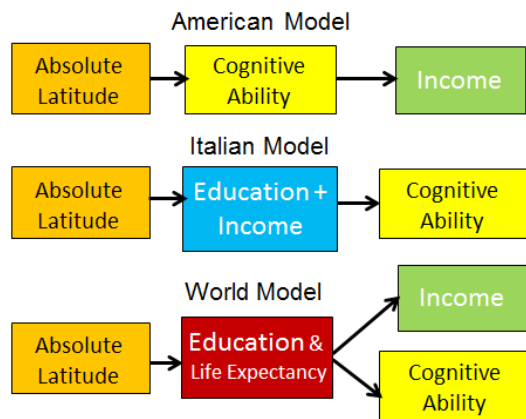 American Model
Absolute
Latitude
Cognitive
Ability
Income
Italian Model
Absolute
Latitude
Education +
Income
Cognitive
Ability
World Model
Absolute
Latitude
Education &
Life Expectancy
Income
Cognitive
Ability